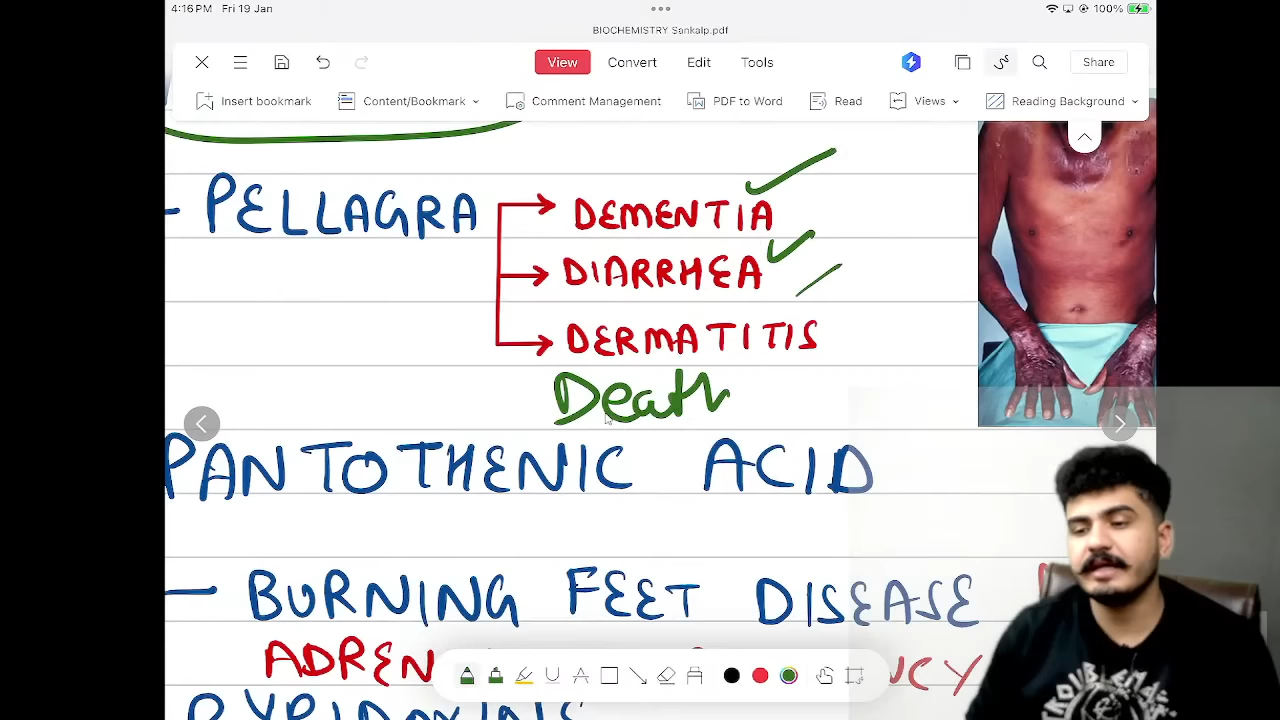 4:16 PM Fri 19 Jan
100%
BIOCHEMISTRY Sankalp.pdf
View Convert Edit Tools Share
Insert bookmark Content/Bookmark Comment Management PDF to Word Read Views Reading Background
- PELLAGRA
DEMENTIA
DIARRHEA
DERMATITIS
Death
PANTOTHENIC ACID
- BURNING FEET DISEASE